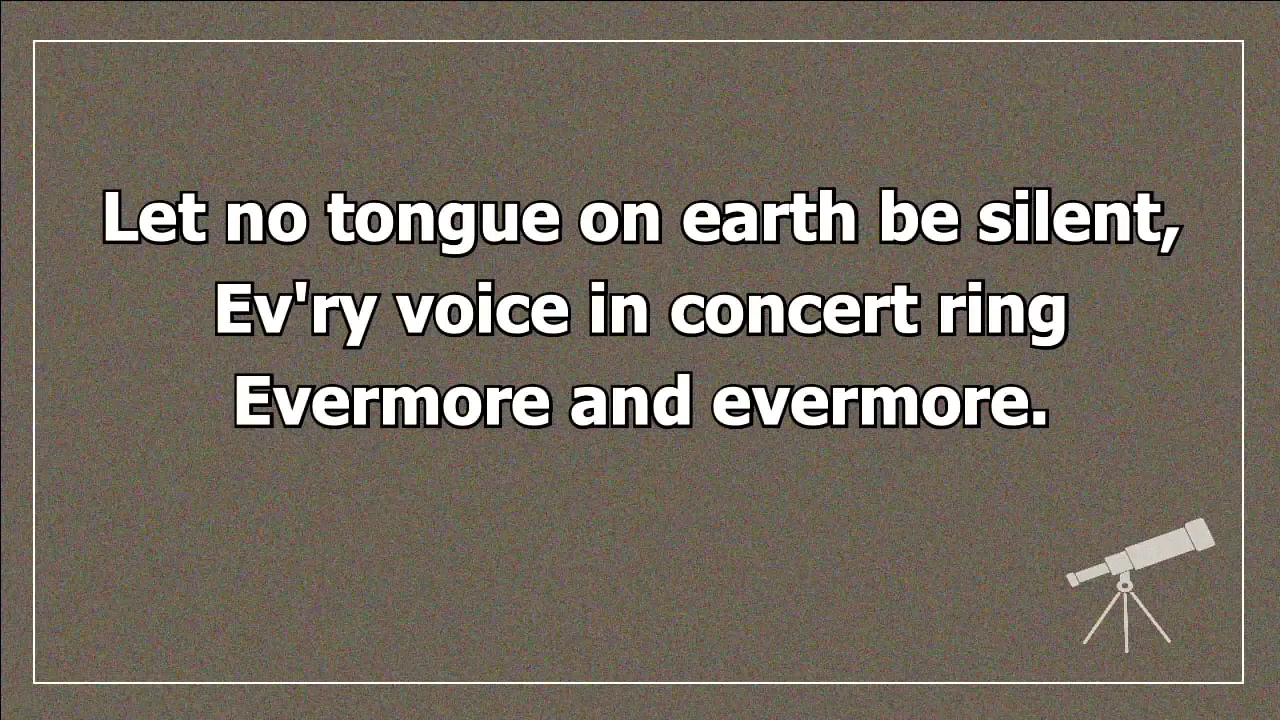 Let no tongue on earth be silent,
Ev'ry voice in concert ring
Evermore and evermore.